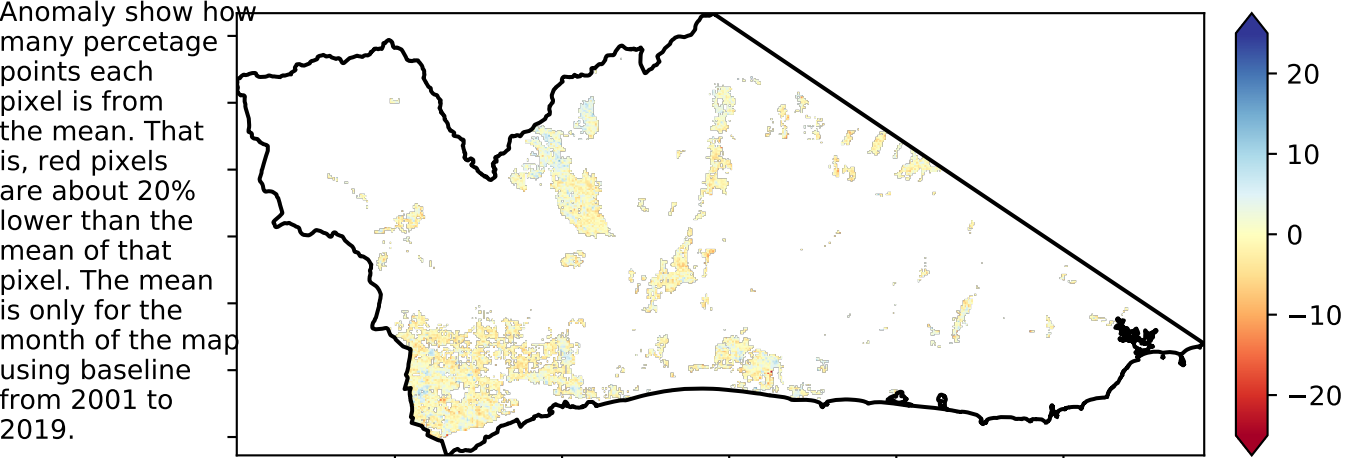 Anomaly show how
many percetage
points each
pixel is from
the mean. That
is, red pixels
are about 20%
lower than the
mean of that
pixel. The mean
is only for the
month of the map
using baseline
from 2001 to
2019.
20
10
0
−10
−20